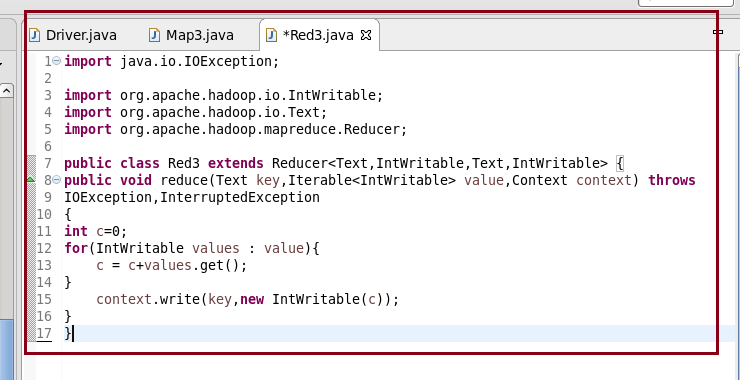 Driver.java Map3.java *Red3.java
1 import java.io.IOException;
2
3 import org.apache.hadoop.io.IntWritable;
4 import org.apache.hadoop.io.Text;
5 import org.apache.hadoop.mapreduce.Reducer;
6
7 public class Red3 extends Reducer<Text,IntWritable,Text,IntWritable> {
8 public void reduce(Text key,Iterable<IntWritable> value,Context context) throws
9 IOException,InterruptedException
10 {
11 int c=0;
12 for(IntWritable values : value){
13     c = c+values.get();
14 }
15     context.write(key,new IntWritable(c));
16 }
17 }